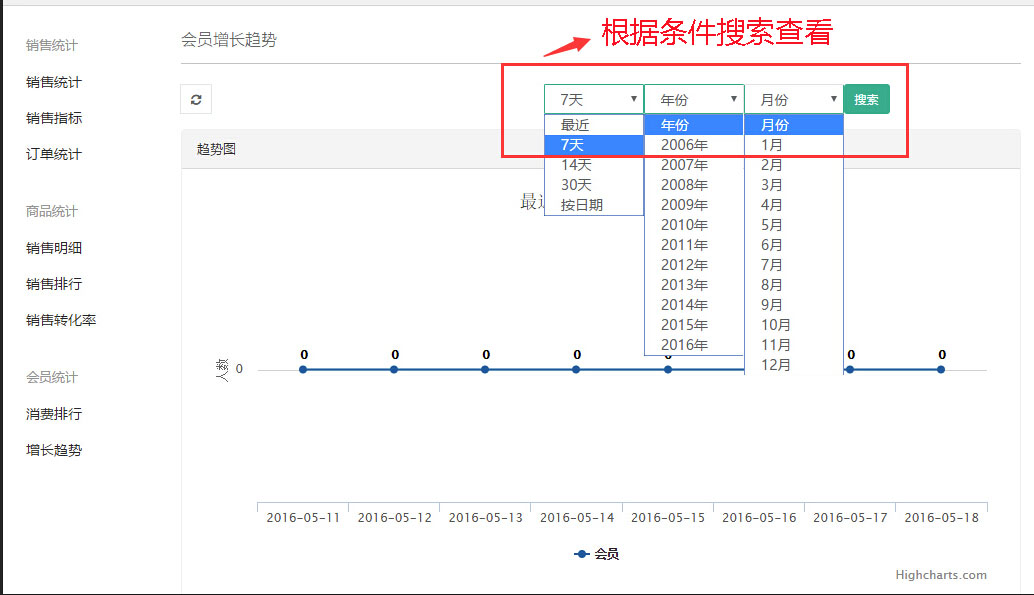 根据条件搜索查看
销售统计
销售统计
销售指标
订单统计
商品统计
销售明细
销售排行
销售转化率
会员统计
消费排行
增长趋势
会员增长趋势
7天 年份 月份 搜索
最近
7天
14天
30天
按日期
年份
2006年
2007年
2008年
2009年
2010年
2011年
2012年
2013年
2014年
2015年
2016年
月份
1月
2月
3月
4月
5月
6月
7月
8月
9月
10月
11月
12月
趋势图
最近
人数
0
0 0 0 0 0 0 0
2016-05-11 2016-05-12 2016-05-13 2016-05-14 2016-05-15 2016-05-16 2016-05-17 2016-05-18
会员
Highcharts.com